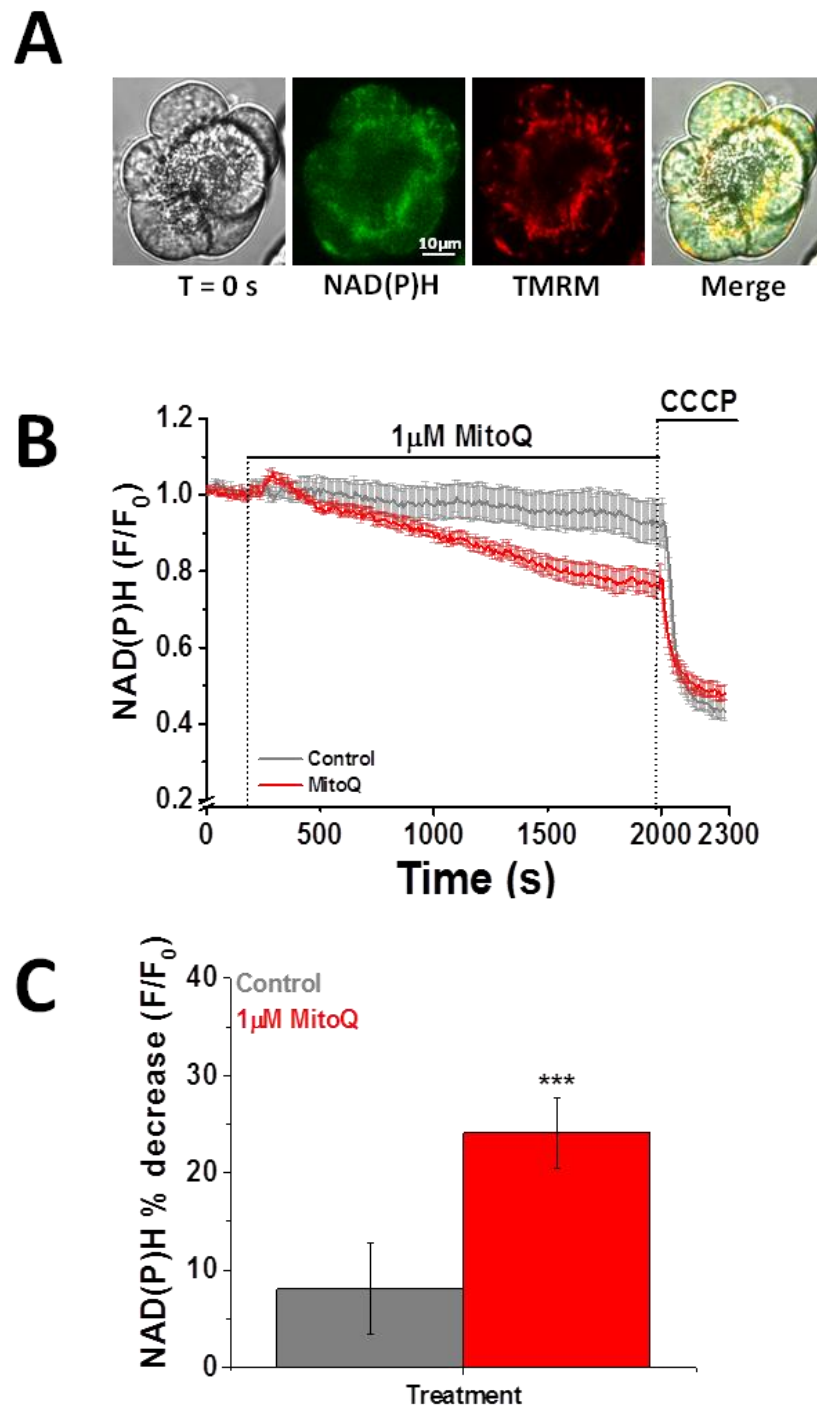 A
10μm
T = 0 s NAD(P)H TMRM Merge
B
CCCP
1μM MitoQ
NAD(P)H (F/F0)
1.2
1.0
0.8
0.6
0.4
0.2
Control
MitoQ
0 500 1000 1500 2000 2300
Time (s)
C
NAD(P)H % decrease (F/F0)
40
30
20
10
0
Control
1μM MitoQ
***
Treatment